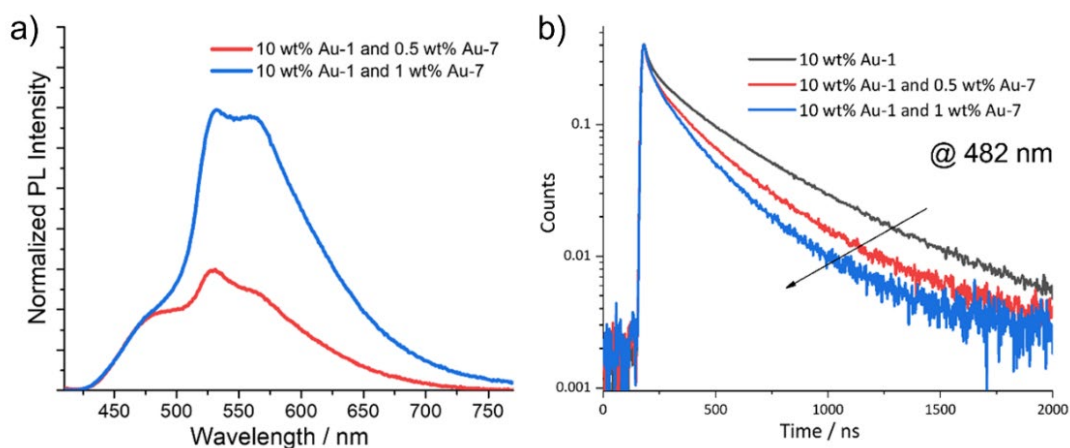 a)
10 wt% Au-1 and 0.5 wt% Au-7
10 wt% Au-1 and 1 wt% Au-7
Normalized PL Intensity
450
500
550
600
650
700
750
Wavelength / nm
b)
10 wt% Au-1
10 wt% Au-1 and 0.5 wt% Au-7
10 wt% Au-1 and 1 wt% Au-7
@ 482 nm
Counts
0.1
0.01
0.001
0
500
1000
1500
2000
Time / ns